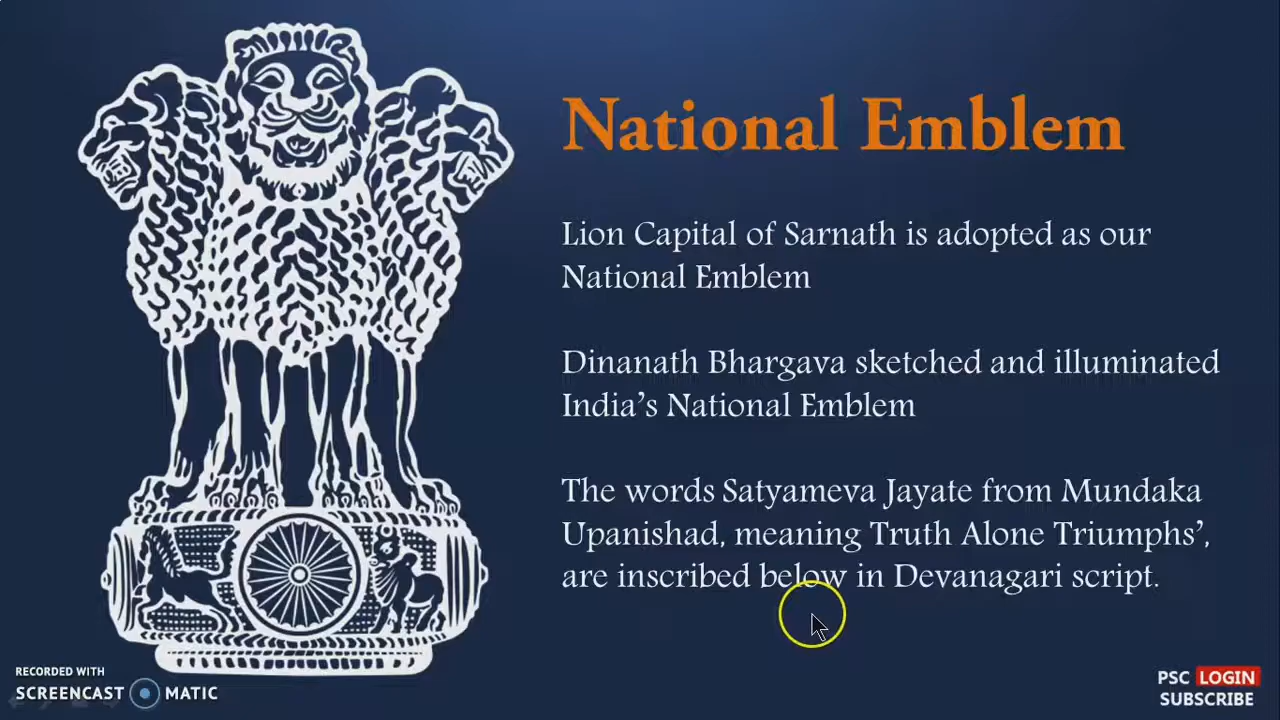 National Emblem
Lion Capital of Sarnath is adopted as our
National Emblem
Dinanath Bhargava sketched and illuminated
India's National Emblem
The words Satyameva Jayate from Mundaka
Upanishad, meaning Truth Alone Triumphs’,
are inscribed below in Devanagari script.
RECORDED WITH
SCREENCAST MATIC
PSC LOGIN
SUBSCRIBE